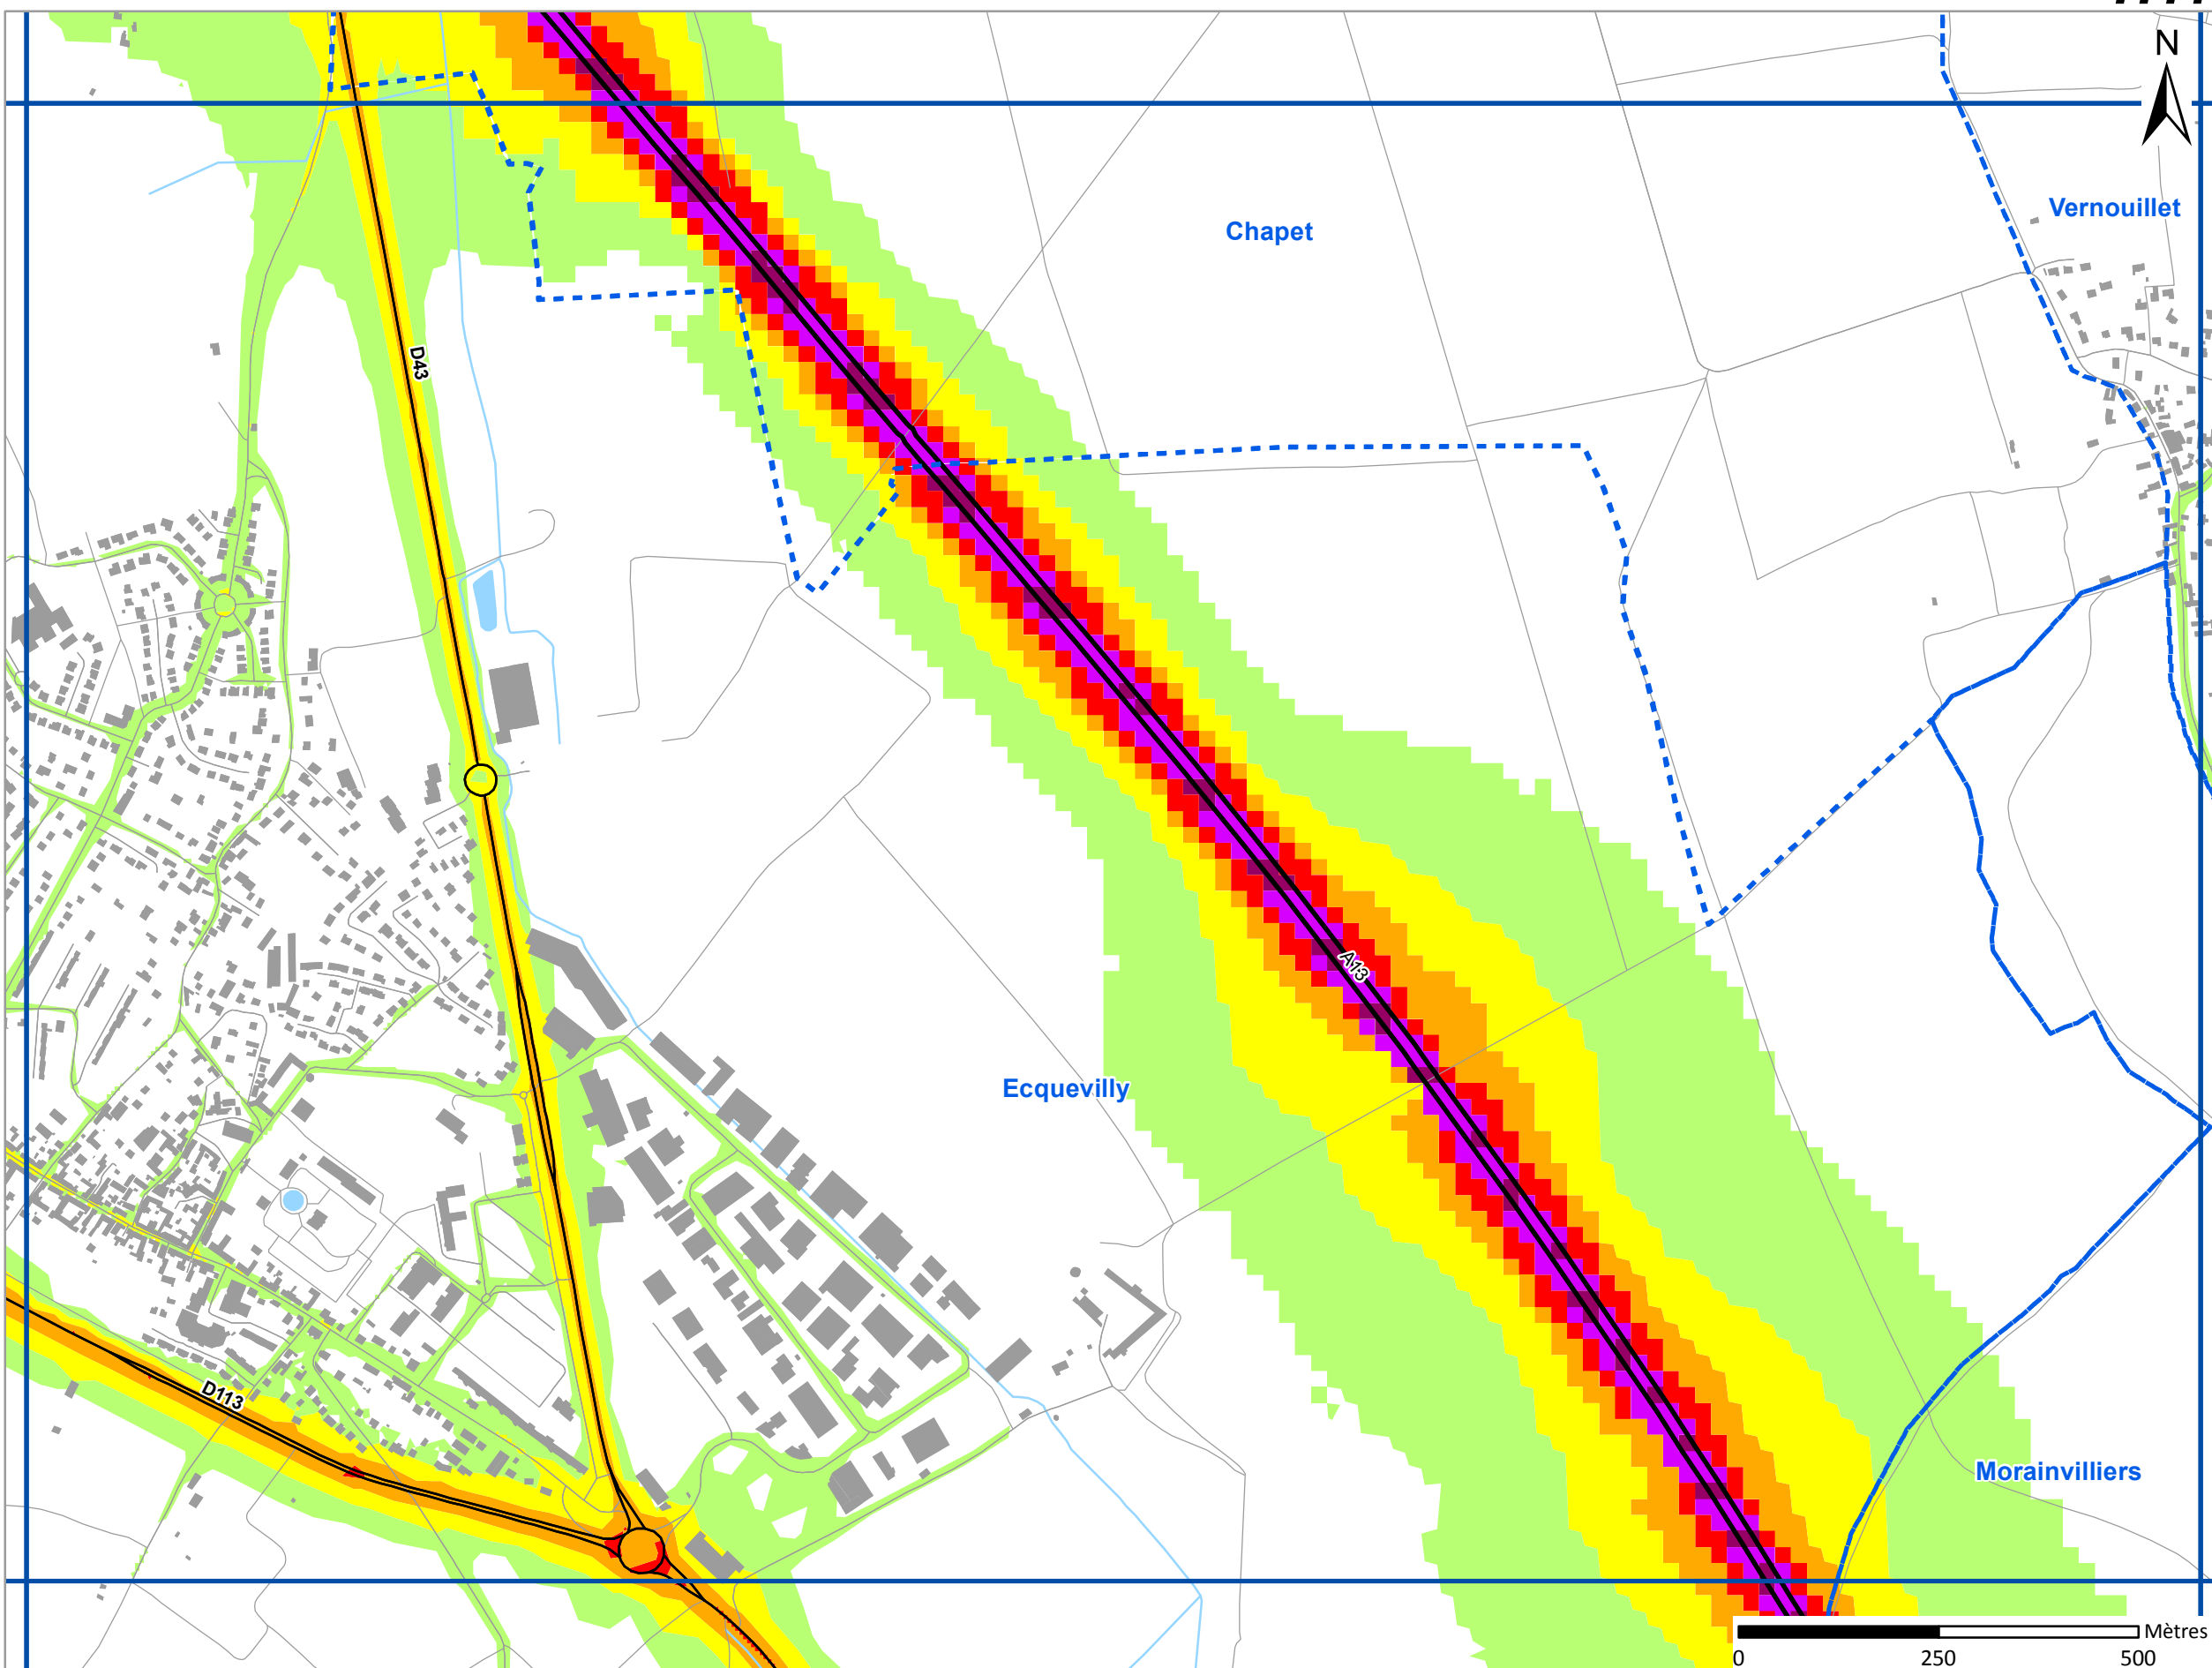 N
Vernouillet
Chapet
D43
A13
Ecquevilly
D113
Morainvilliers
Mètres
0 250 500